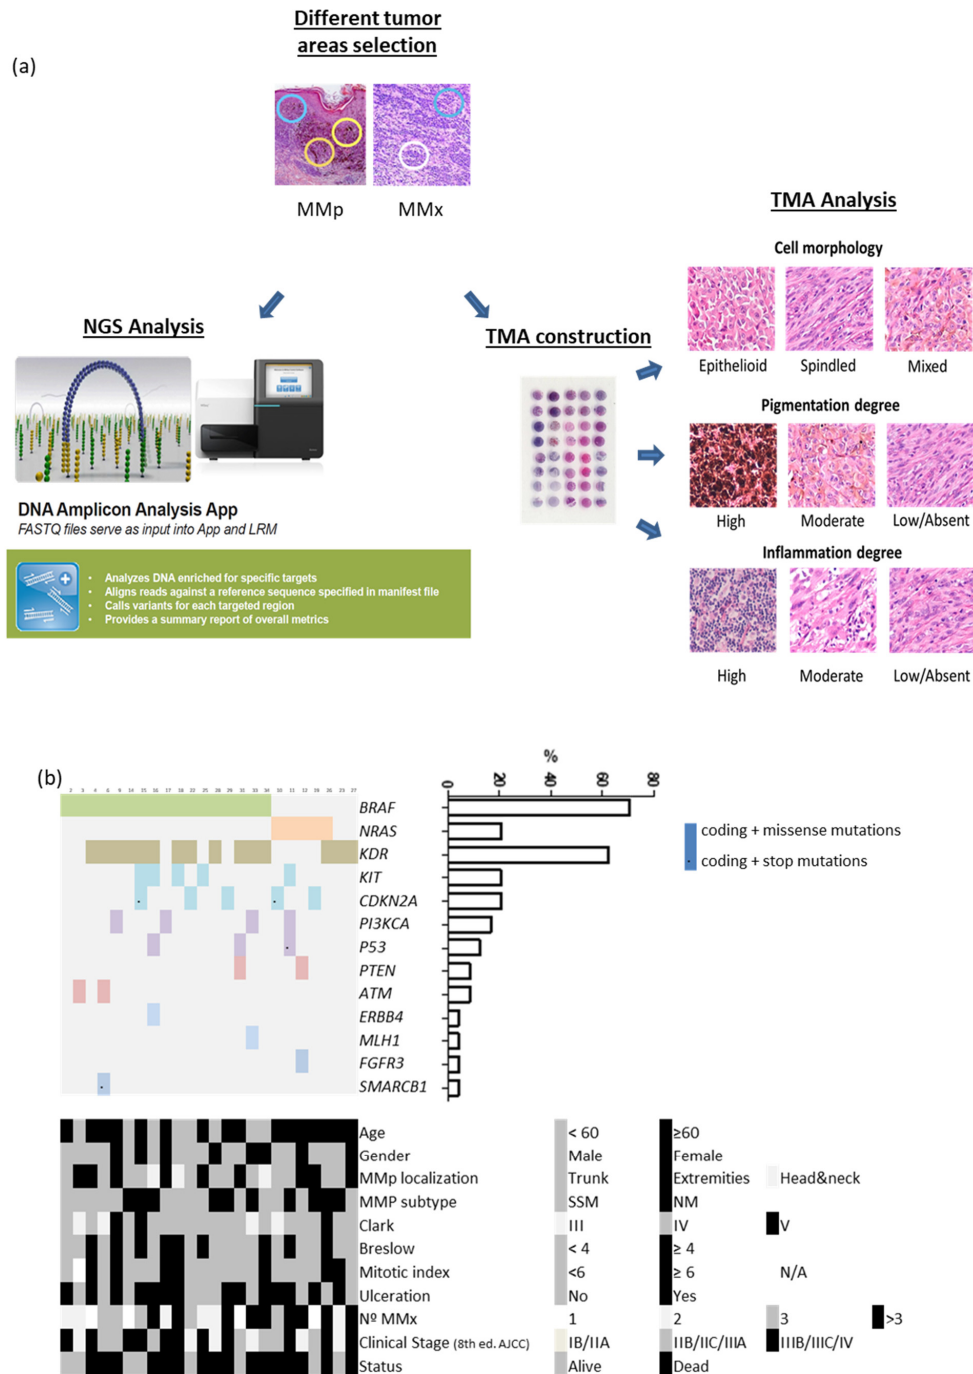 Different tumor
areas selection
(a)
MMp
MMx
TMA Analysis
Cell morphology
NGS Analysis
TMA construction
Epithelioid
Spindled
Mixed
Pigmentation degree
DNA Amplicon Analysis App
FASTQ files serve as input into App and LRM
High
Moderate
Low/Absent
Inflammation degree
• Analyzes DNA enriched for specific targets
• Aligns reads against a reference sequence specified in manifest file
• Calls variants for each targeted region
• Provides a summary report of overall metrics
High
Moderate
Low/Absent
(b)
%
0 20 40 60 80
BRAF
NRAS
KDR
KIT
CDKN2A
PI3KCA
P53
PTEN
ATM
ERBB4
MLH1
FGFR3
SMARCB1
coding + missense mutations
coding + stop mutations
Age < 60 ≥60
Gender Male Female
MMp localization Trunk Extremities Head&neck
MMP subtype SSM NM
Clark III IV V
Breslow < 4 ≥ 4
Mitotic index <6 ≥ 6 N/A
Ulceration No Yes
Nº MMx 1 2 3 >3
Clinical Stage (8th ed. AJCC) IB/IIA IIB/IIC/IIIA IIIB/IIIC/IV
Status Alive Dead